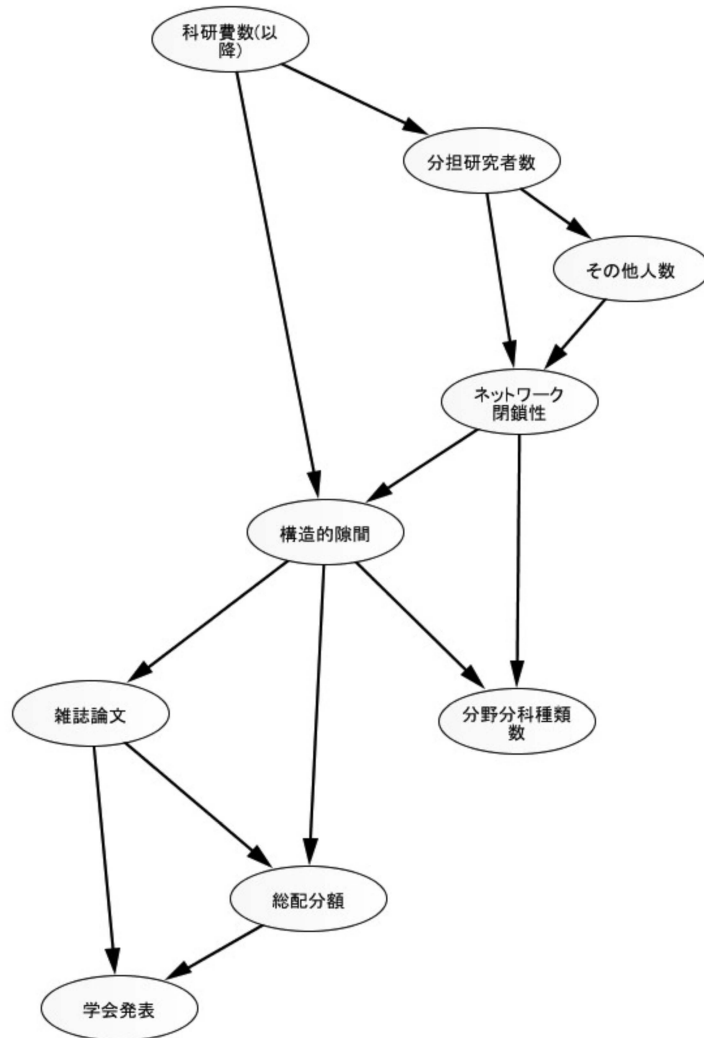 科研費数(以
降)
分担研究者数
その他人数
ネットワーク
閉鎖性
構造的隙間
雑誌論文
分野分科種類
数
総配分額
学会発表